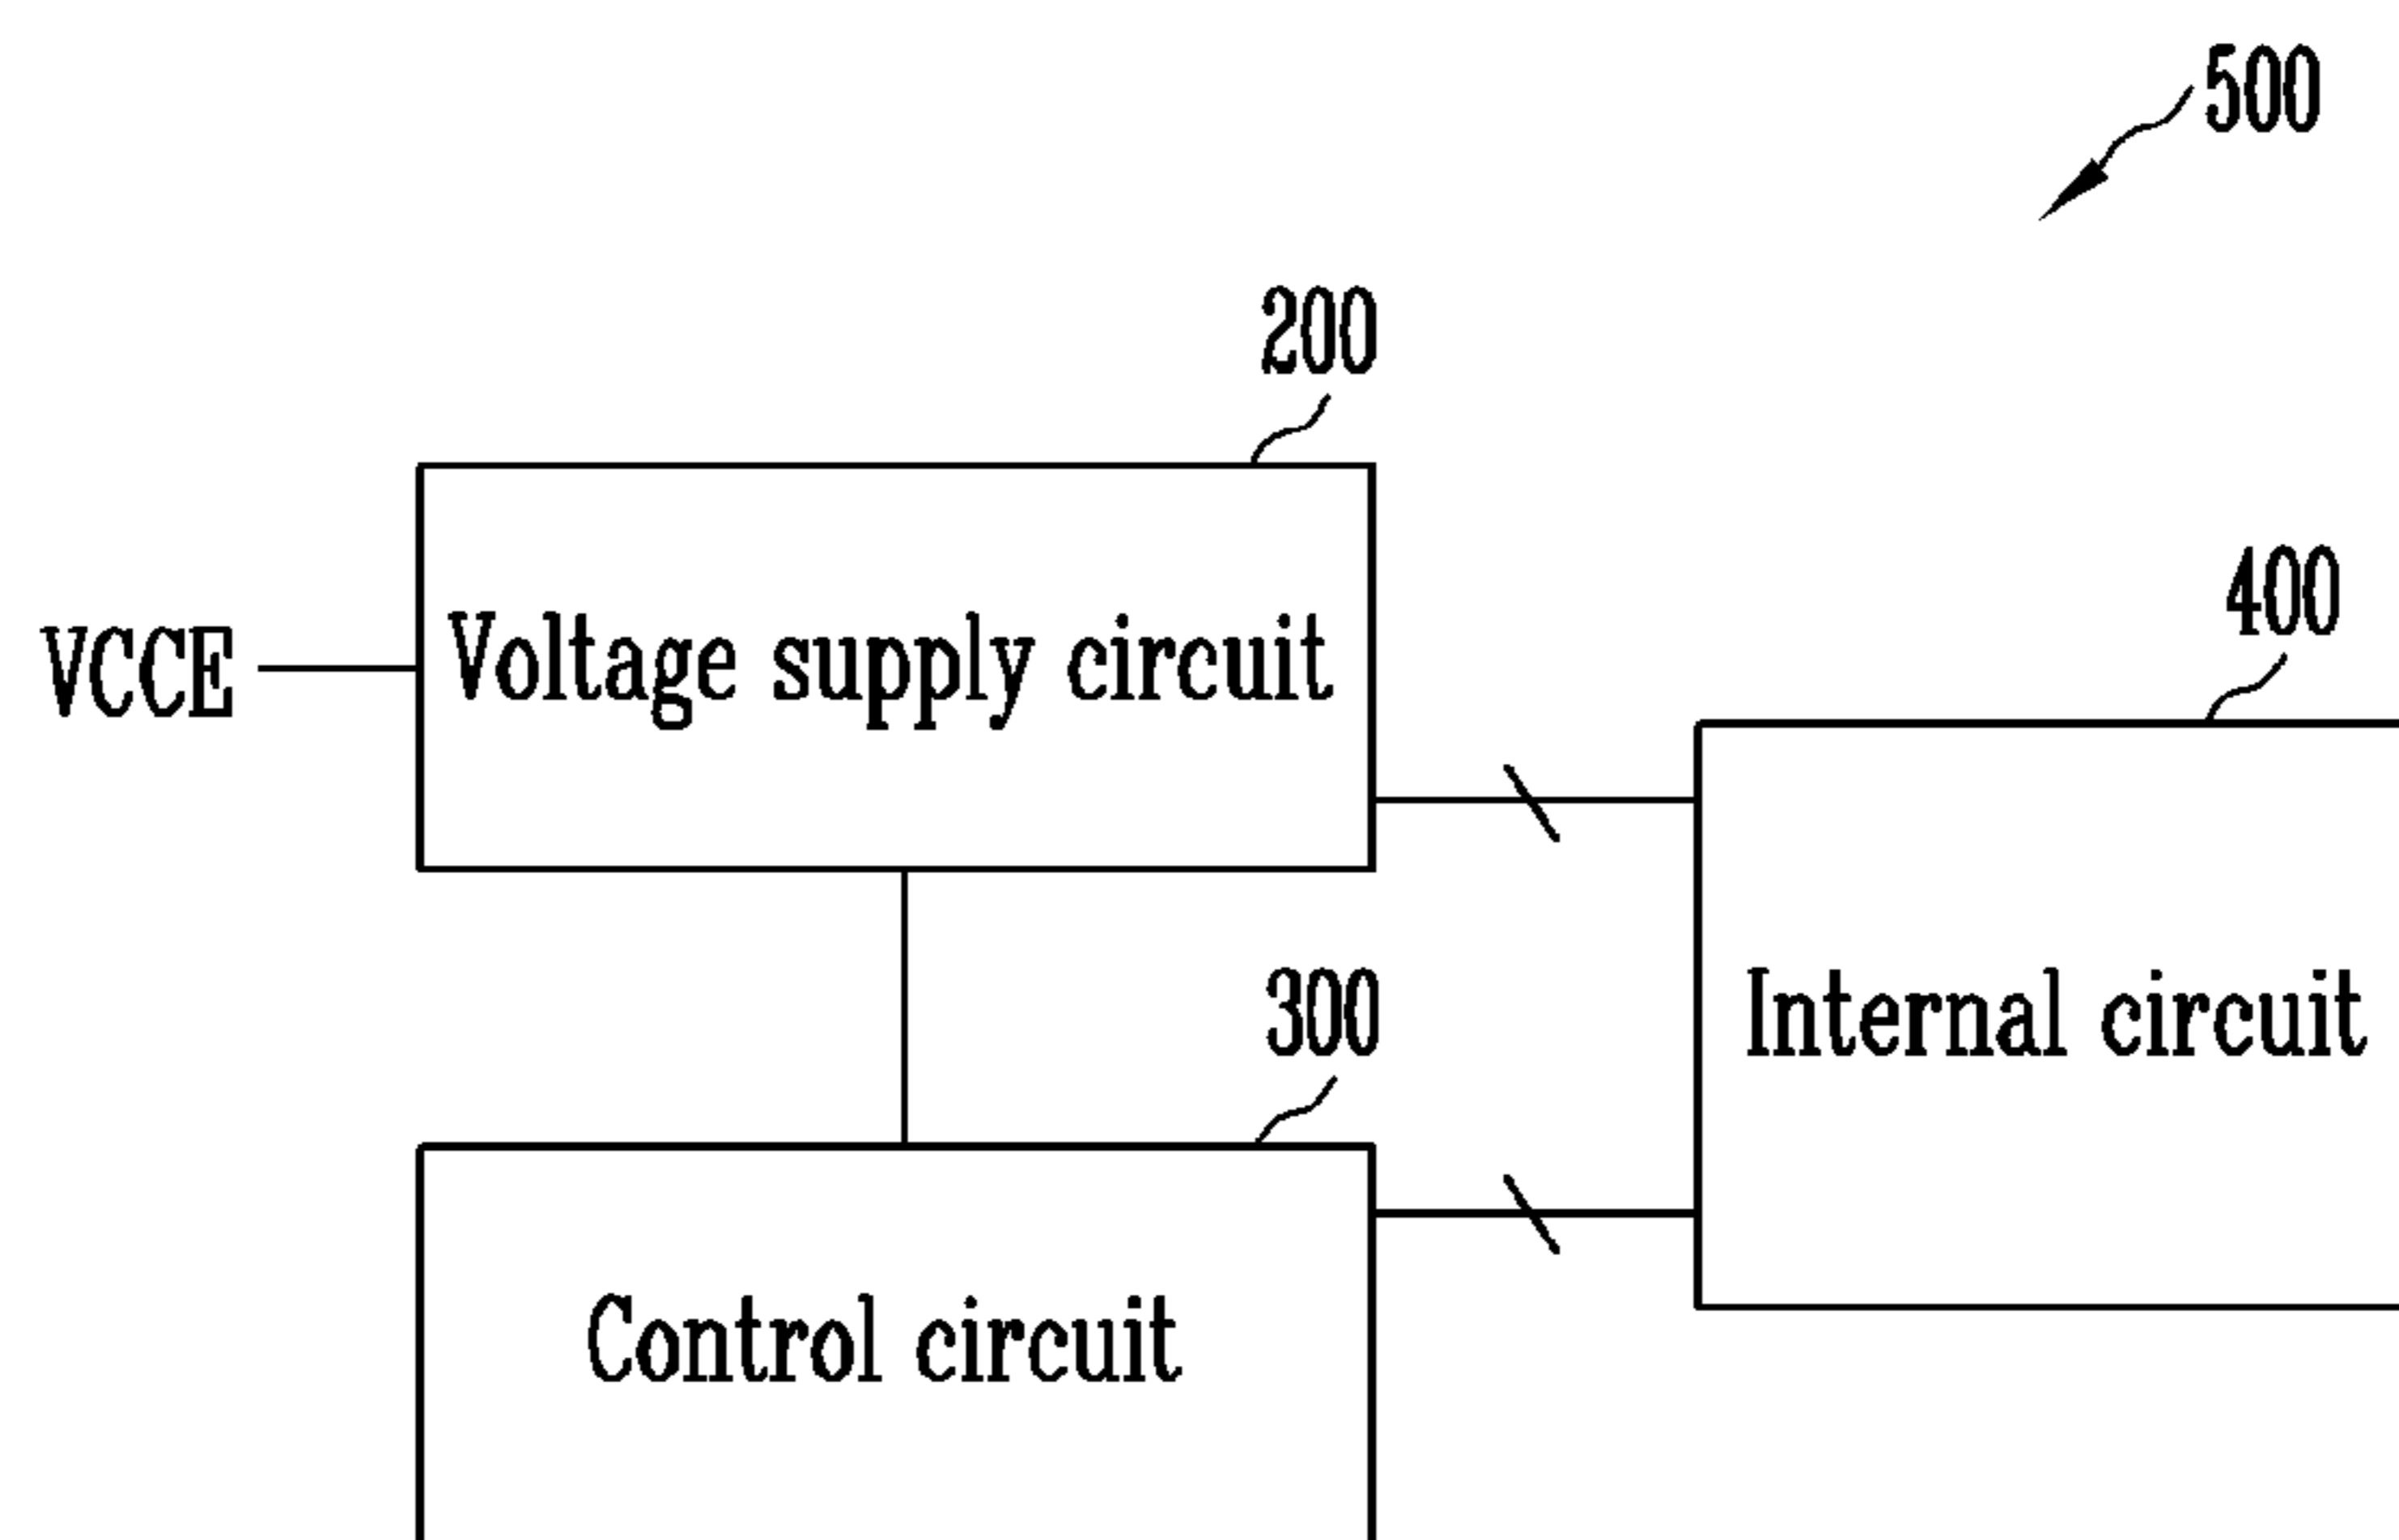 500
200
400
VCCE
Voltage supply circuit
300
Internal circuit
Control circuit